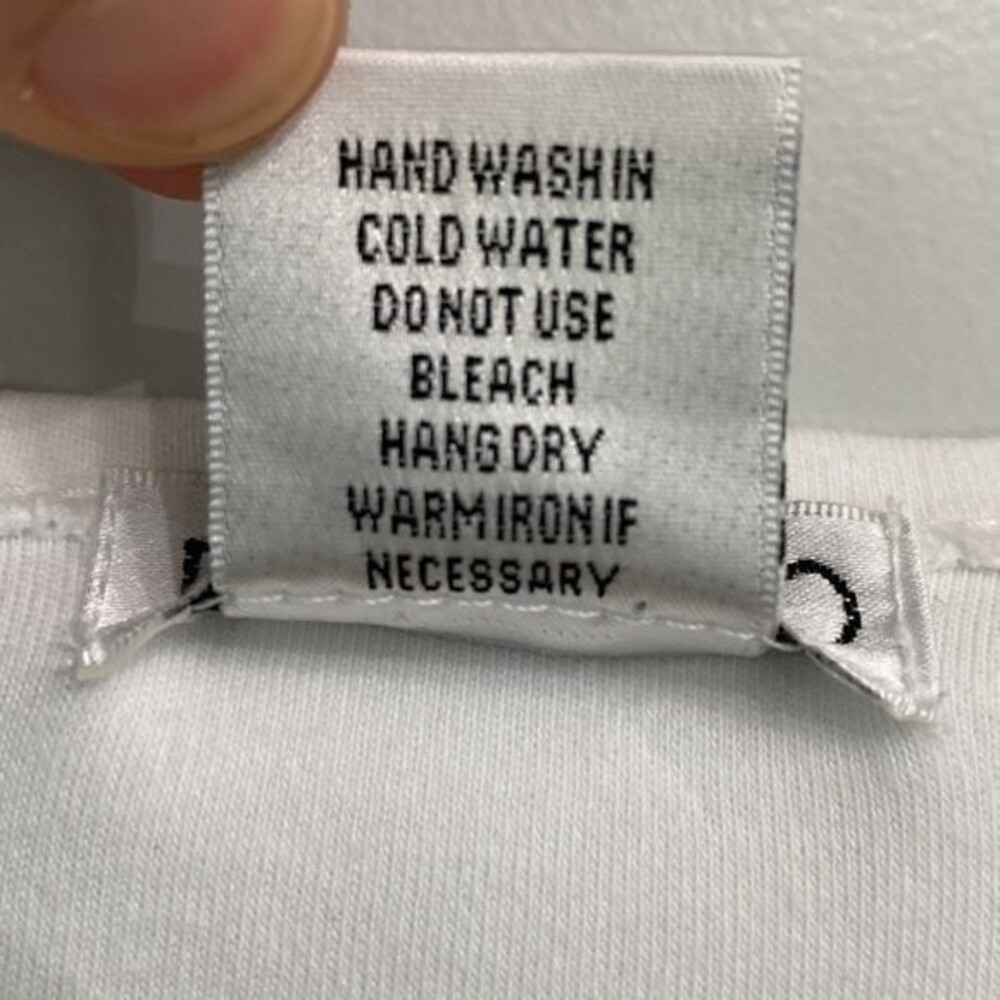 HAND WASH IN
COLD WATER
DO NOT USE
BLEACH
HANG DRY
WARM IRON IF
NECESSARY